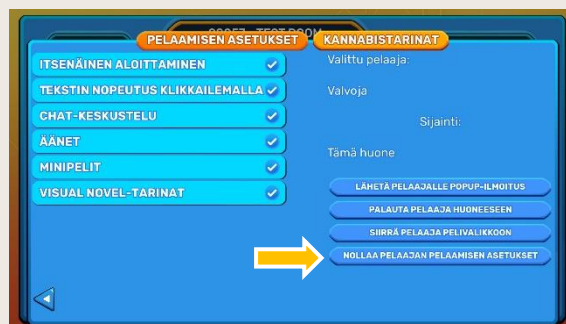 PELAAMISEN ASETUKSET
KANNABISTARINAT
ITSENÄINEN ALOITTAMINEN
TEKSTIN NOPEUTUS KLIKKAILEMALLA
CHAT-KESKUSTELU
ÄÄNET
MINIPELIT
VISUAL NOVEL-TARINAT
Valittu pelaaja:
Valvoja
Sijainti:
Tämä huone
LÄHETÄ PELAAJALLE POPUP-ILMOITUS
PALAUTA PELAAJA HUONEESEEN
SIIRRÄ PELAAJA PELIVALIKKOON
NOLLAA PELAAJAN PELAAMISEN ASETUKSET